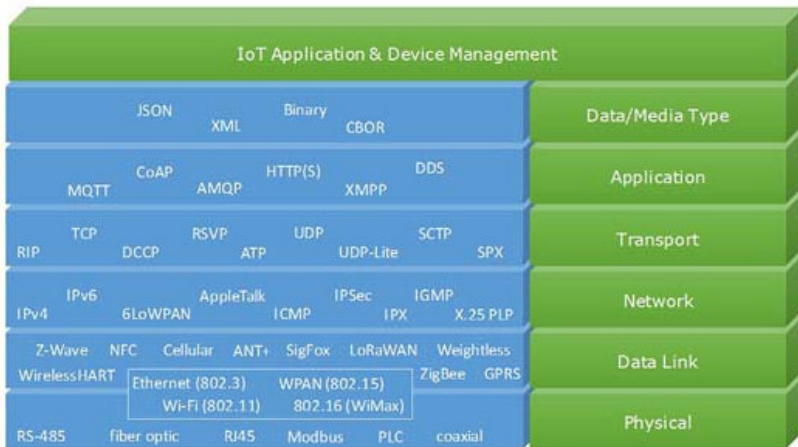 IoT Application & Device Management
JSON Binary
XML CBOR
Data/Media Type
CoAP HTTP(S) DDS
MQTT AMQP XMPP
Application
TCP RSVP UDP SCTP
RIP DCCP ATP UDP-Lite SPX
Transport
IPv6 AppleTalk IPSec IGMP
IPv4 6LoWPAN ICMP IPX X.25 PLP
Network
Z-Wave NFC Cellular ANT+ SigFox LoRaWAN Weightless
WirelessHART Ethernet (802.3) WPAN (802.15) ZigBee GPRS
Data Link
Wi-Fi (802.11) 802.16 (WiMax)
RS-485 fiber optic RJ45 Modbus PLC coaxial
Physical